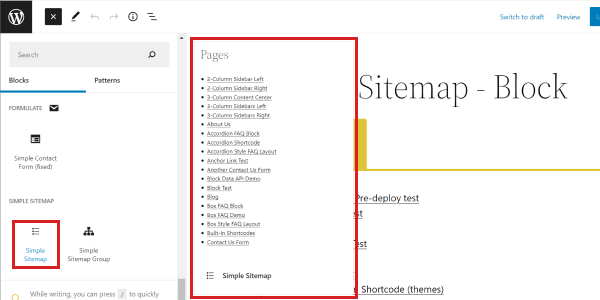 Switch to draft
Preview
Search
Blocks
Patterns
FORMULATE
Simple Contact
Form (fixed)
SIMPLE SITEMAP
Simple
Sitemap
Simple
Sitemap Group
While writing, you can press / to quickly
Pages
2-Column Sidebar Left
2-Column Sidebar Right
3-Column Content Center
3-Column Sidebars Left
3-Column Sidebars Right
About Us
Accordion FAQ Block
Accordion Shortcode
Accordion Style FAQ Layout
Anchor Link Test
Another Contact Us Form
Block Data API Demo
Block Test
Blog
Box FAQ Block
Box FAQ Demo
Box Style FAQ Layout
Built-In Shortcodes
Contact Us Form
Simple Sitemap
Sitemap - Block
Pre-deploy test
est
Test
Shortcode (themes)